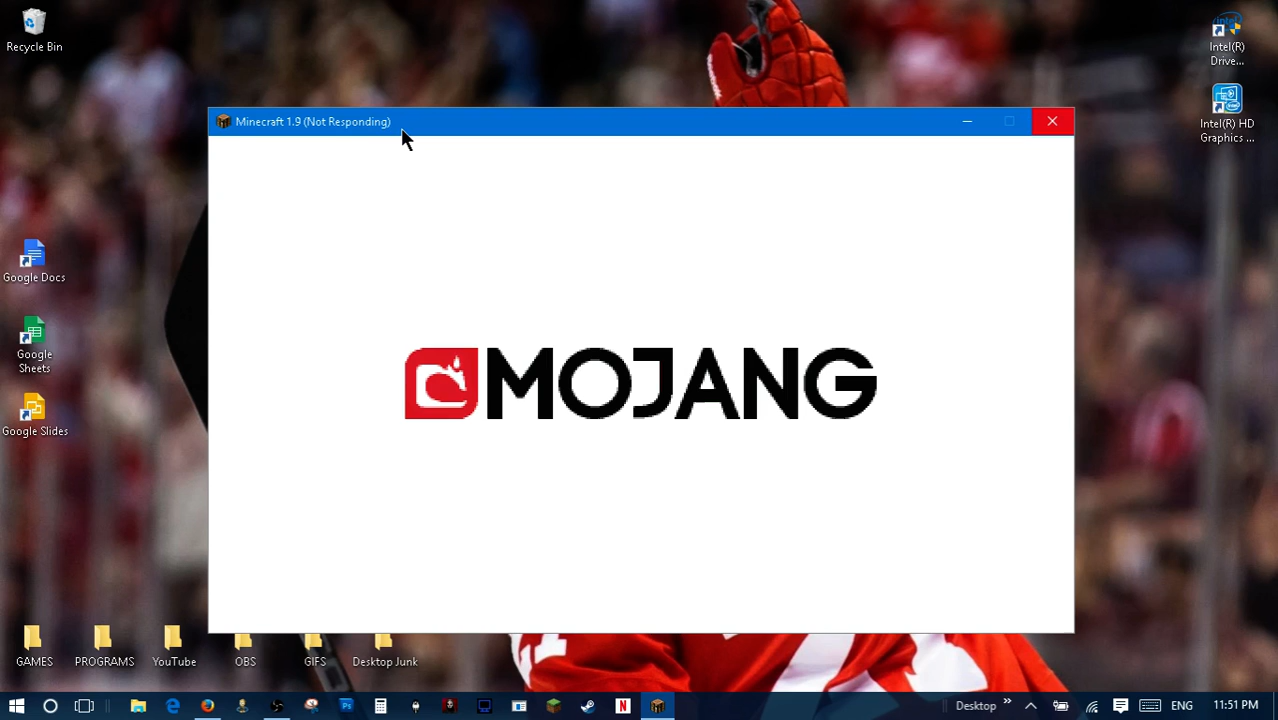 Recycle Bin
Intel(R)
Drive...
Minecraft 1.9 (Not Responding)
Intel(R) HD
Graphics ...
Google Docs
Google
Sheets
MOJANG
Google Slides
GAMES
PROGRAMS
YouTube
OBS
GIFS
Desktop Junk
Desktop
ENG
11:51 PM